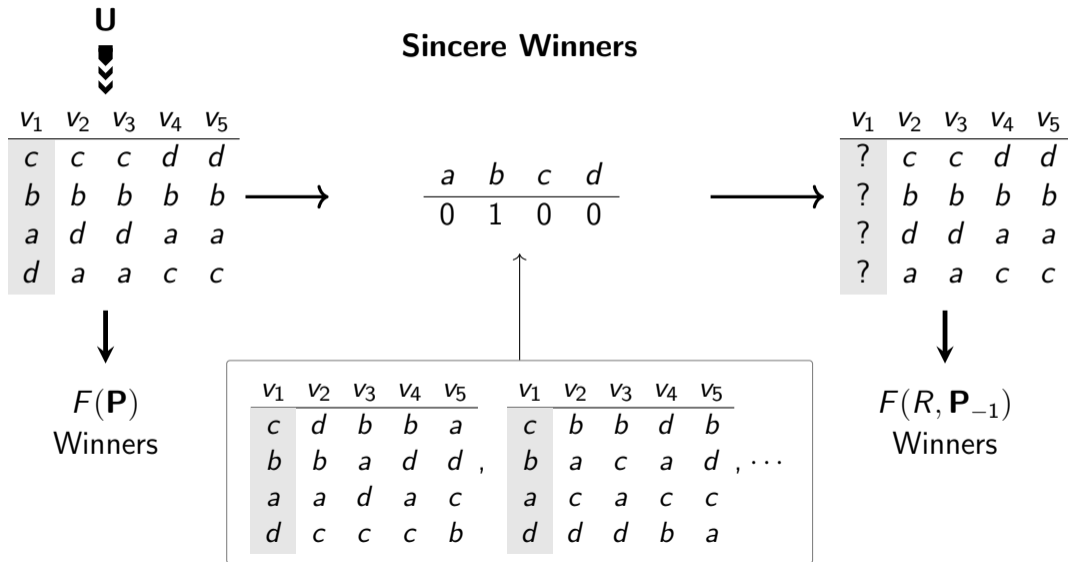 U
Sincere Winners
v₁ v₂ v₃ v₄ v₅
c c c d d
b b b b b
a d d a a
d a a c c
a b c d
0 1 0 0
v₁ v₂ v₃ v₄ v₅
? c c d d
? b b b b
? d d a a
? a a c c
F(P)
Winners
v₁ v₂ v₃ v₄ v₅
c d b b a
b b a d d ,
a a d a c
d c c c b
v₁ v₂ v₃ v₄ v₅
c b b d b
b a c a d , ⋯
a c a c c
d d d b a
F(R, P₋₁)
Winners